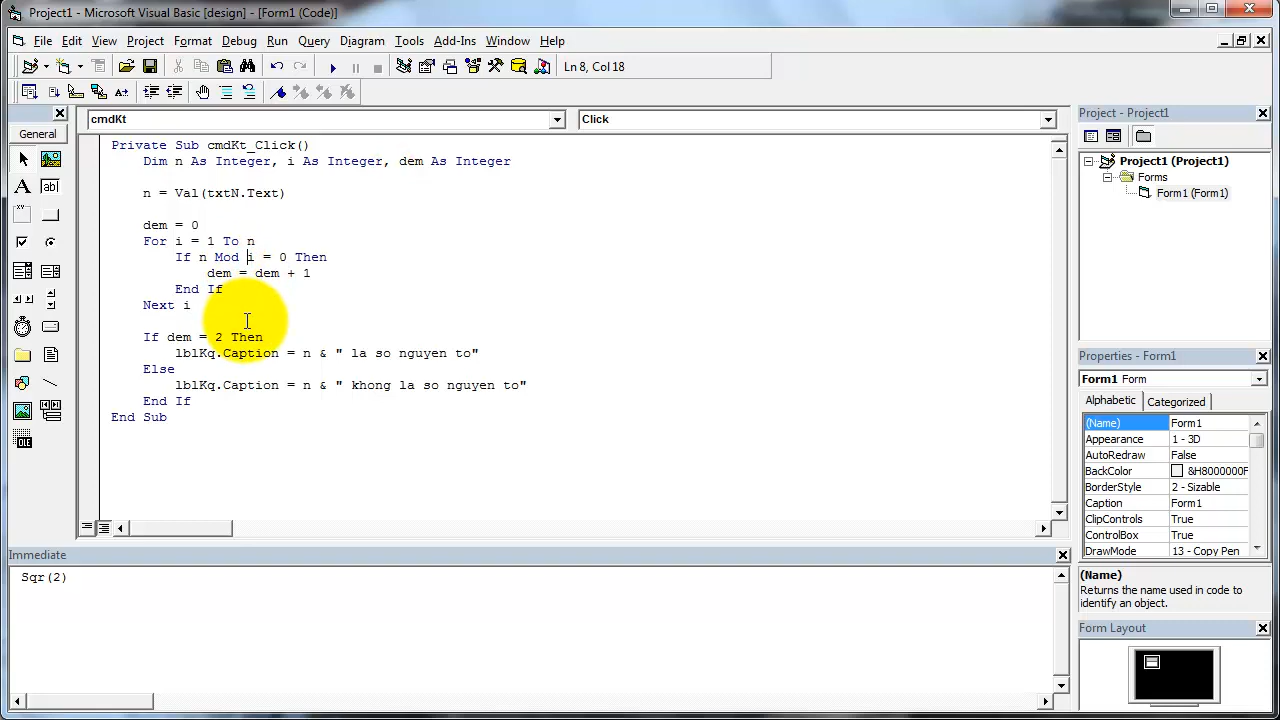 Project1 - Microsoft Visual Basic [design] - [Form1 (Code)]
File Edit View Project Format Debug Run Query Diagram Tools Add-Ins Window Help
Ln 8, Col 18
General
cmdKt
Click
Private Sub cmdKt_Click()
Dim n As Integer, i As Integer, dem As Integer
n = Val(txtN.Text)
dem = 0
For i = 1 To n
If n Mod i = 0 Then
dem = dem + 1
End If
Next i
If dem = 2 Then
lblKq.Caption = n & " la so nguyen to"
Else
lblKq.Caption = n & " khong la so nguyen to"
End If
End Sub
Immediate
Sqr(2)
Project - Project1
Project1 (Project1)
Forms
Form1 (Form1)
Properties - Form1
Form1 Form
Alphabetic Categorized
(Name) Form1
Appearance 1 - 3D
AutoRedraw False
BackColor &H8000000F
BorderStyle 2 - Sizable
Caption Form1
ClipControls True
ControlBox True
DrawMode 13 - Copy Pen
(Name)
Returns the name used in code to
identify an object.
Form Layout